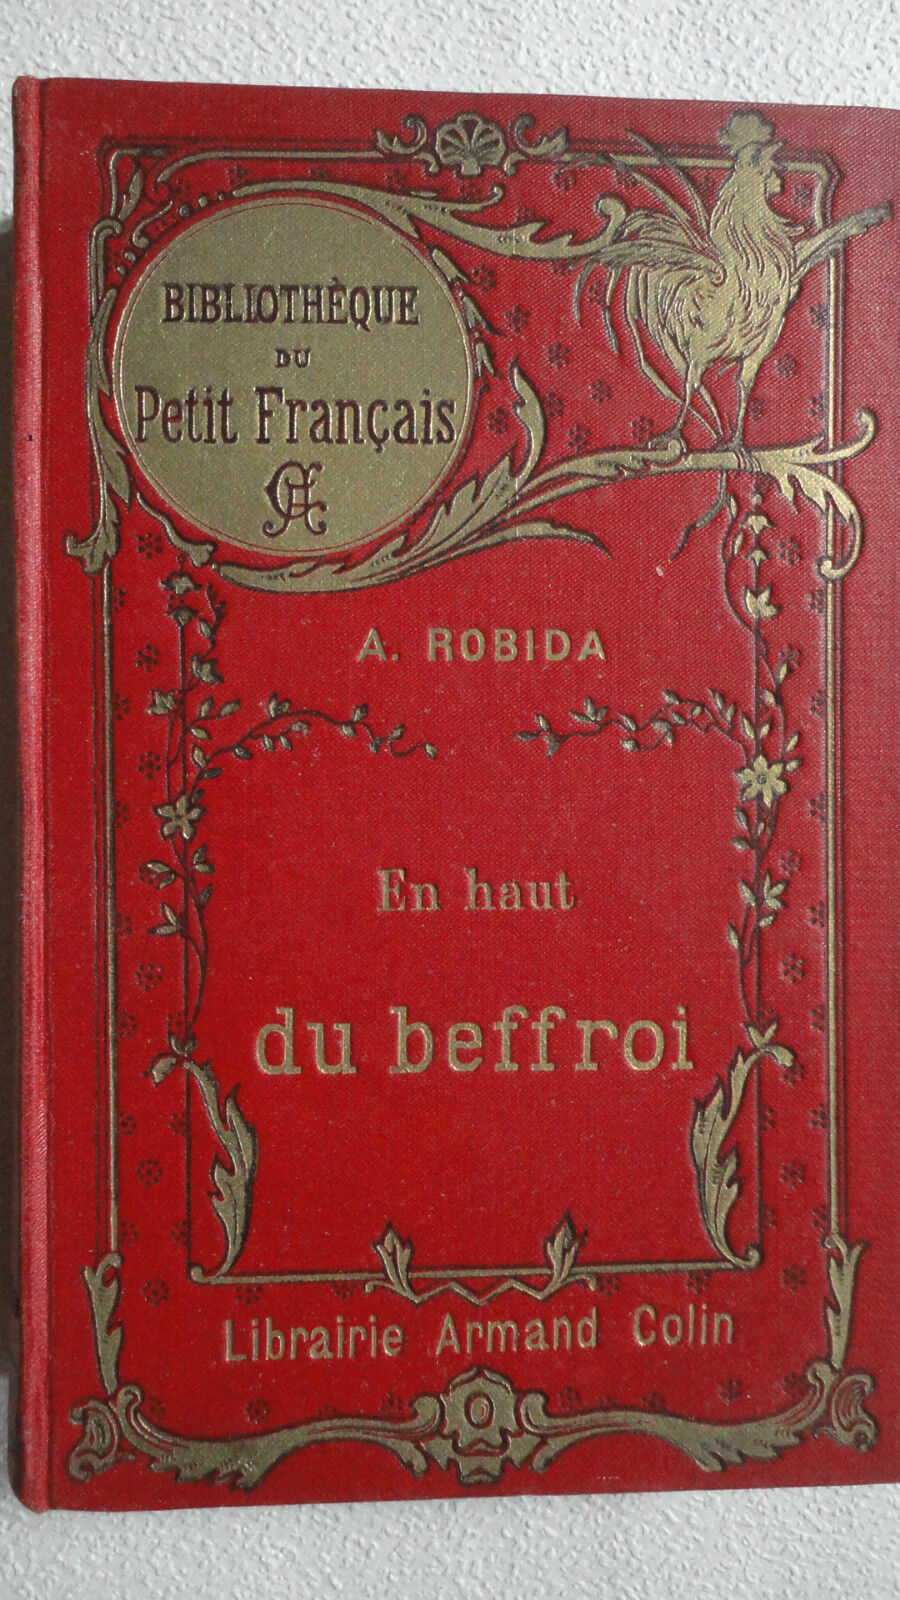 BIBLIOTHÈQUE
DU
Petit Français
A. ROBIDA
En haut
du beffroi
Librairie Armand Colin